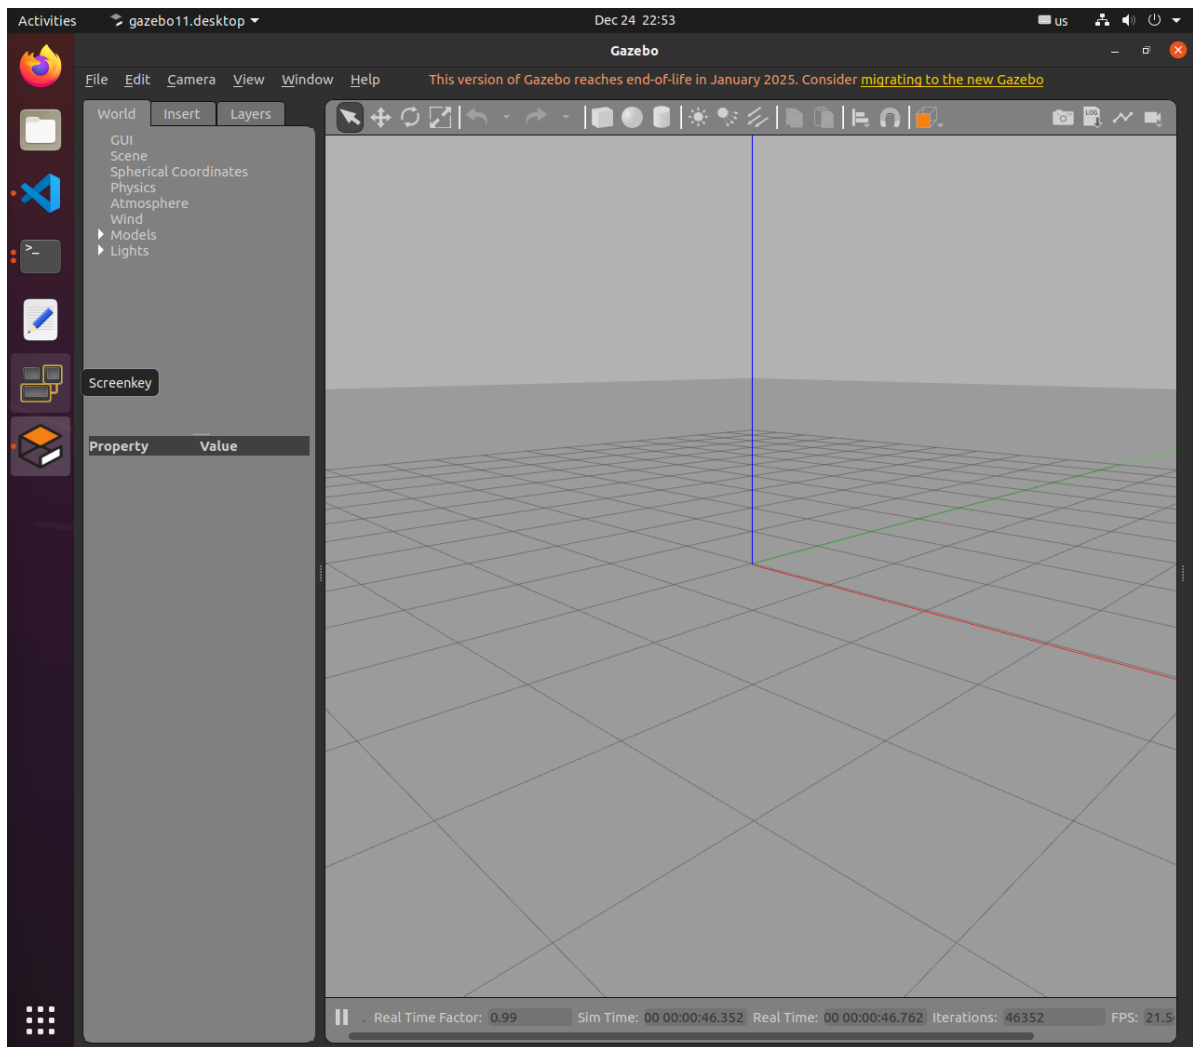 Activities gazebo11.desktop Dec 24 22:53 us
Gazebo
File Edit Camera View Window Help This version of Gazebo reaches end-of-life in January 2025. Consider migrating to the new Gazebo
World Insert Layers
LOG
GUI
Scene
Spherical Coordinates
Physics
Atmosphere
Wind
Models
Lights
Screenkey
Property Value
Real Time Factor: 0.99 Sim Time: 00 00:00:46.352 Real Time: 00 00:00:46.762 Iterations: 46352 FPS: 21.5